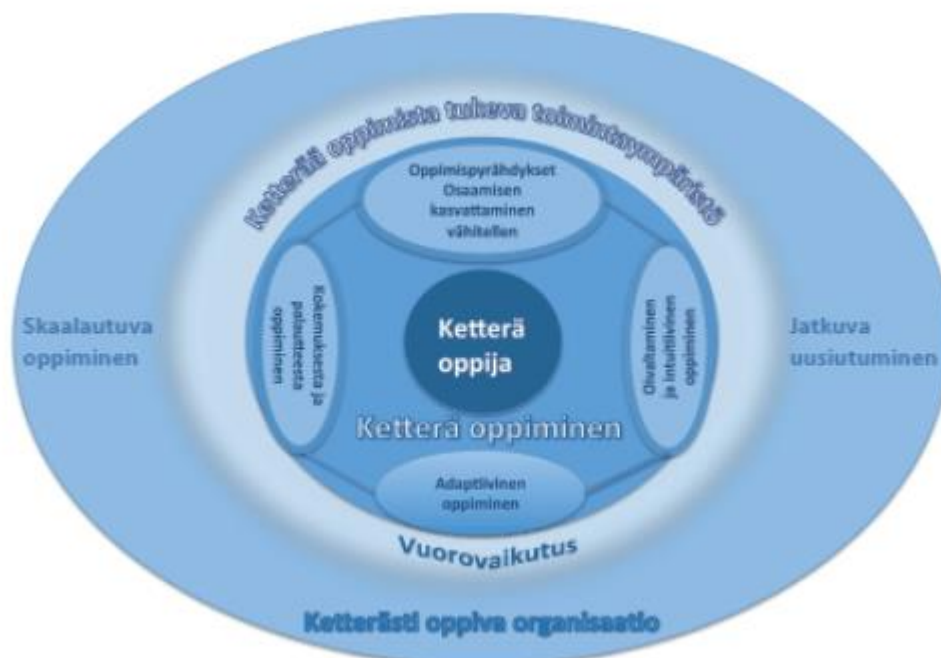 Ketterää oppimista tukeva toimintaympäristö
Oppimispyrähdykset
Osaamisen
kasvattaminen
vähitellen
Kokemuksesta ja
palautteesta
oppiminen
Oivaltaminen
ja intuitiivinen
oppiminen
Skaalautuva
oppiminen
Ketterä
oppija
Jatkuva
uusiutuminen
Ketterä oppiminen
Adaptiivinen
oppiminen
Vuorovaikutus
Ketterästi oppiva organisaatio